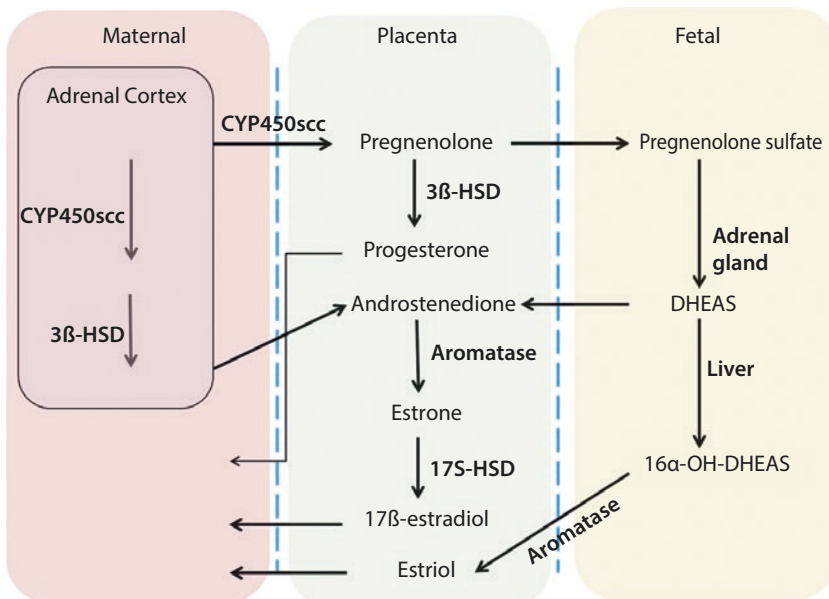 Maternal
Placenta
Fetal
Adrenal Cortex
CYP450scc
Pregnenolone
Pregnenolone sulfate
3ß-HSD
CYP450scc
Adrenal
gland
Progesterone
Androstenedione
DHEAS
3ß-HSD
Aromatase
Liver
Estrone
17S-HSD
16α-OH-DHEAS
17ß-estradiol
Aromatase
Estriol